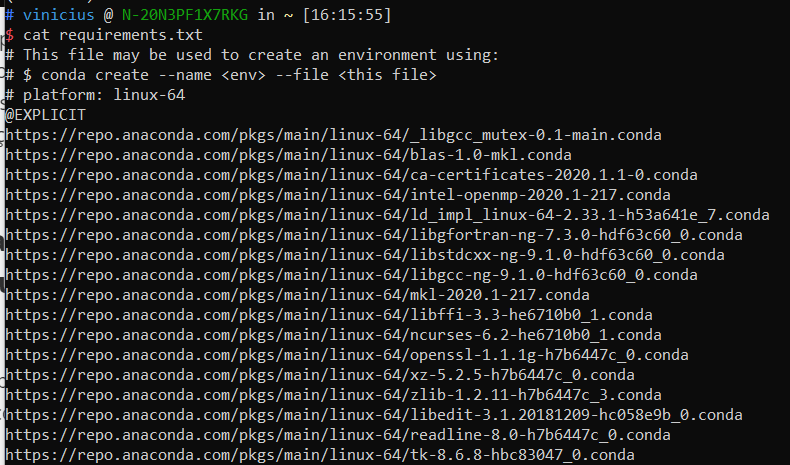 # vinicius @ N-20N3PF1X7RKG in ~ [16:15:55]
$ cat requirements.txt
# This file may be used to create an environment using:
# $ conda create --name <env> --file <this file>
# platform: linux-64
@EXPLICIT
https://repo.anaconda.com/pkgs/main/linux-64/_libgcc_mutex-0.1-main.conda
https://repo.anaconda.com/pkgs/main/linux-64/blas-1.0-mkl.conda
https://repo.anaconda.com/pkgs/main/linux-64/ca-certificates-2020.1.1-0.conda
https://repo.anaconda.com/pkgs/main/linux-64/intel-openmp-2020.1-217.conda
https://repo.anaconda.com/pkgs/main/linux-64/ld_impl_linux-64-2.33.1-h53a641e_7.conda
https://repo.anaconda.com/pkgs/main/linux-64/libgfortran-ng-7.3.0-hdf63c60_0.conda
https://repo.anaconda.com/pkgs/main/linux-64/libstdcxx-ng-9.1.0-hdf63c60_0.conda
https://repo.anaconda.com/pkgs/main/linux-64/libgcc-ng-9.1.0-hdf63c60_0.conda
https://repo.anaconda.com/pkgs/main/linux-64/mkl-2020.1-217.conda
https://repo.anaconda.com/pkgs/main/linux-64/libffi-3.3-he6710b0_1.conda
https://repo.anaconda.com/pkgs/main/linux-64/ncurses-6.2-he6710b0_1.conda
https://repo.anaconda.com/pkgs/main/linux-64/openssl-1.1.1g-h7b6447c_0.conda
https://repo.anaconda.com/pkgs/main/linux-64/xz-5.2.5-h7b6447c_0.conda
https://repo.anaconda.com/pkgs/main/linux-64/zlib-1.2.11-h7b6447c_3.conda
https://repo.anaconda.com/pkgs/main/linux-64/libedit-3.1.20181209-hc058e9b_0.conda
https://repo.anaconda.com/pkgs/main/linux-64/readline-8.0-h7b6447c_0.conda
https://repo.anaconda.com/pkgs/main/linux-64/tk-8.6.8-hbc83047_0.conda